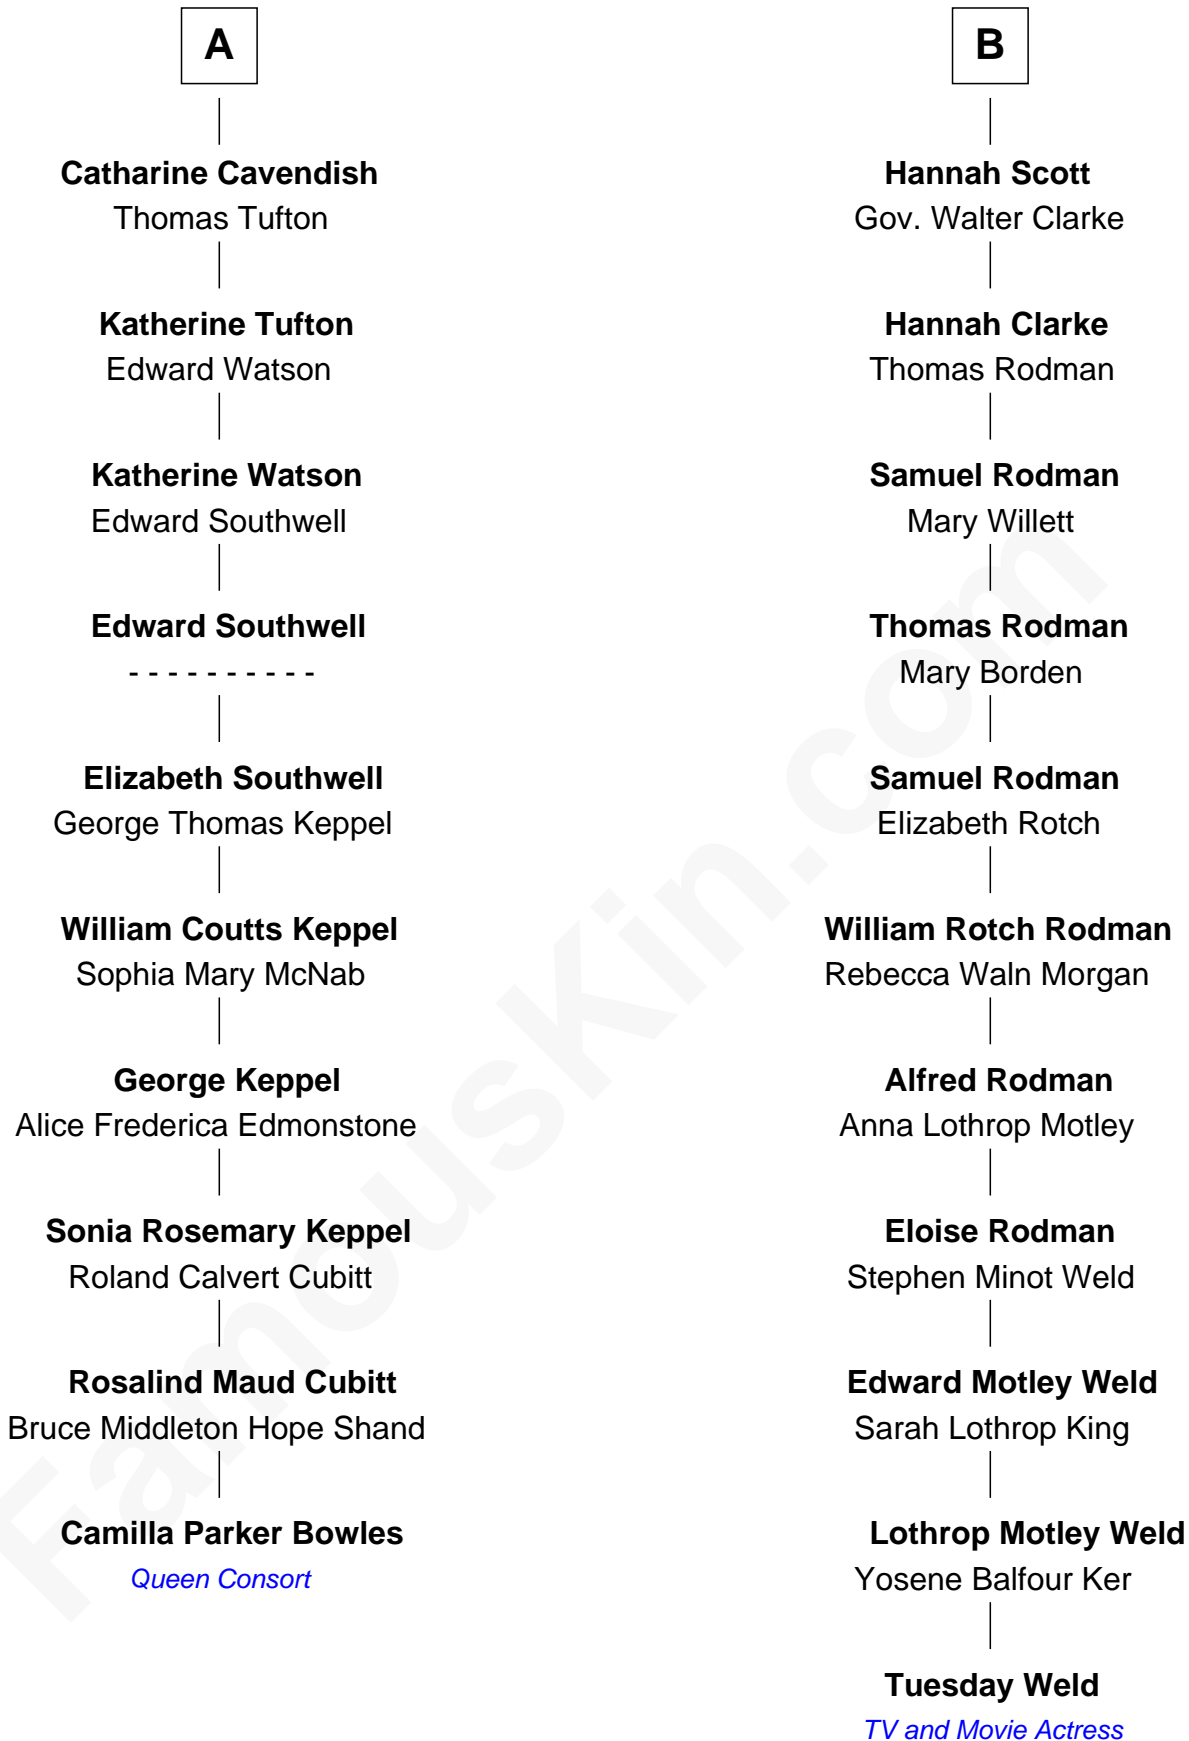 A
Catharine Cavendish
Thomas Tufton
Katherine Tufton
Edward Watson
Katherine Watson
Edward Southwell
Edward Southwell
- - - - - - - - - -
Elizabeth Southwell
George Thomas Keppel
William Coutts Keppel
Sophia Mary McNab
George Keppel
Alice Frederica Edmonstone
Sonia Rosemary Keppel
Roland Calvert Cubitt
Rosalind Maud Cubitt
Bruce Middleton Hope Shand
Camilla Parker Bowles
Queen Consort
B
Hannah Scott
Gov. Walter Clarke
Hannah Clarke
Thomas Rodman
Samuel Rodman
Mary Willett
Thomas Rodman
Mary Borden
Samuel Rodman
Elizabeth Rotch
William Rotch Rodman
Rebecca Waln Morgan
Alfred Rodman
Anna Lothrop Motley
Eloise Rodman
Stephen Minot Weld
Edward Motley Weld
Sarah Lothrop King
Lothrop Motley Weld
Yosene Balfour Ker
Tuesday Weld
TV and Movie Actress
FamousKin.com